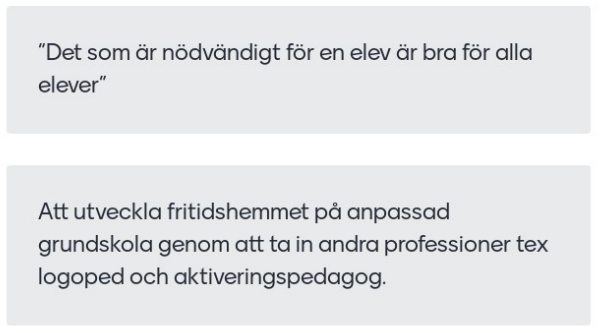 ”Det som är nödvändigt för en elev är bra för alla
elever”
Att utveckla fritidshemmet på anpassad
grundskola genom att ta in andra professioner tex
logoped och aktiveringspedagog.